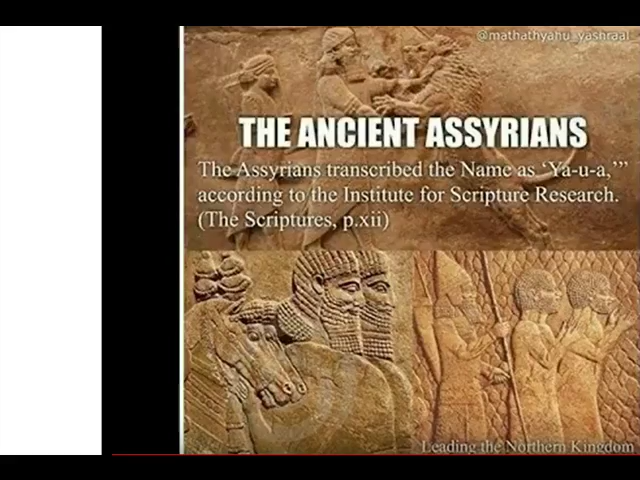 @mathathyahu_yashraal
THE ANCIENT ASSYRIANS
The Assyrians transcribed the Name as ‘Ya-u-a,’”
according to the Institute for Scripture Research.
(The Scriptures, p.xii)
Leading the Northern Kingdom